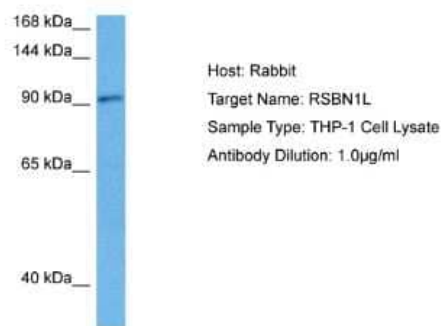 168 kDa__
144 kDa__
90 kDa__
65 kDa__
40 kDa__
Host: Rabbit
Target Name: RSBN1L
Sample Type: THP-1 Cell Lysate
Antibody Dilution: 1.0µg/ml